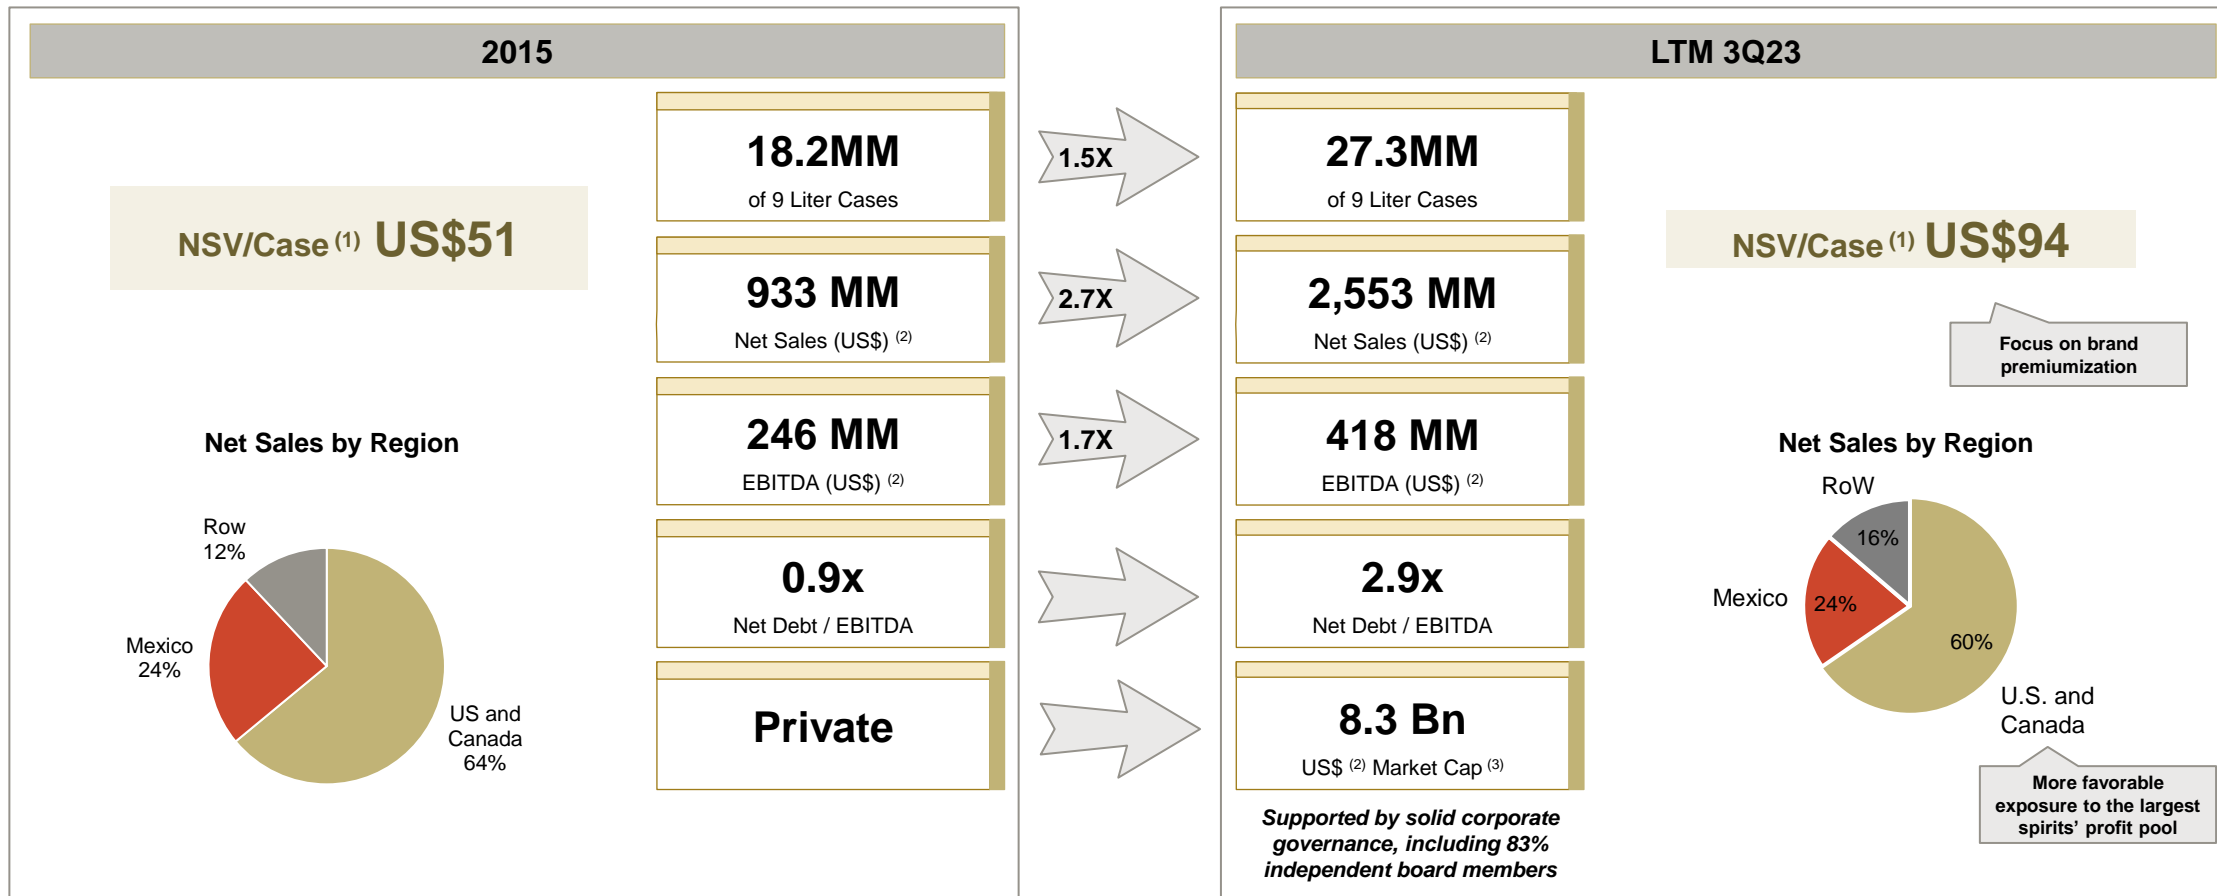 2015
NSV/Case (1) US$51
Net Sales by Region
Row
12%
Mexico
24%
US and
Canada
64%
18.2MM
of 9 Liter Cases
933 MM
Net Sales (US$) (2)
246 MM
EBITDA (US$) (2)
0.9x
Net Debt / EBITDA
Private
1.5X
2.7X
1.7X
LTM 3Q23
27.3MM
of 9 Liter Cases
2,553 MM
Net Sales (US$) (2)
418 MM
EBITDA (US$) (2)
2.9x
Net Debt / EBITDA
8.3 Bn
US$ (2) Market Cap (3)
Supported by solid corporate
governance, including 83%
independent board members
NSV/Case (1) US$94
Focus on brand
premiumization
Net Sales by Region
RoW
16%
Mexico
24%
60%
U.S. and
Canada
More favorable
exposure to the largest
spirits’ profit pool